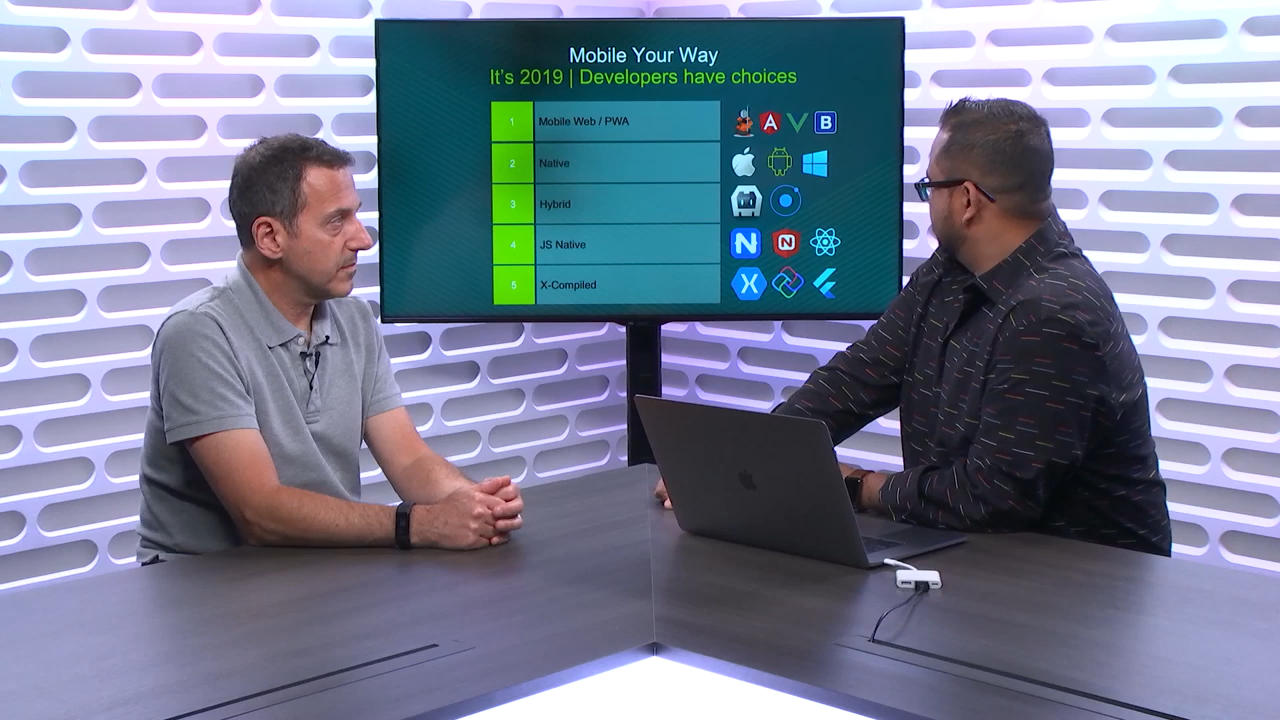 Mobile Your Way
It's 2019 | Developers have choices
1 Mobile Web / PWA
A
B
2 Native
3 Hybrid
4 JS Native
N
N
5 X-Compiled
X